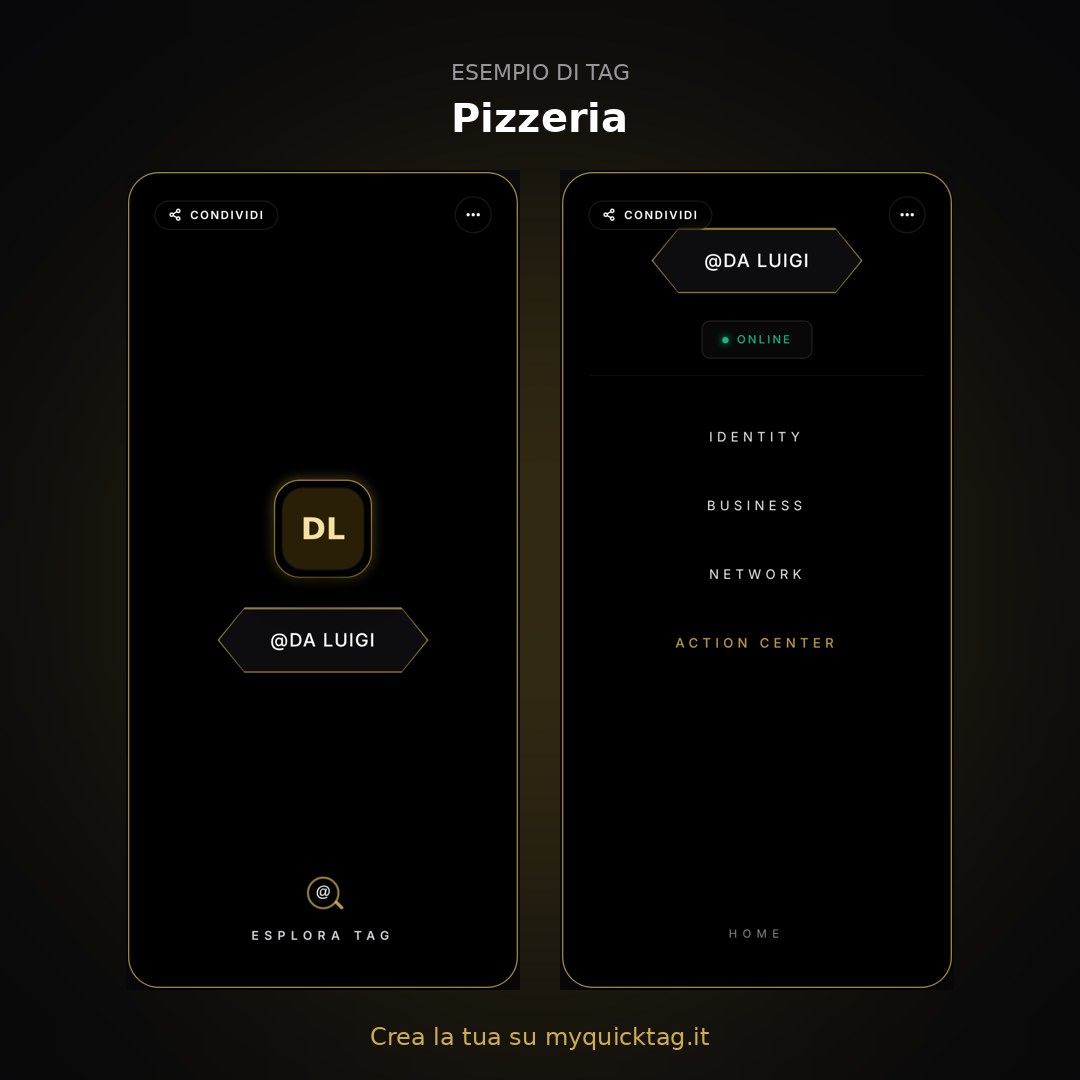 ESEMPIO DI TAG
Pizzeria
CONDIVIDI
DL
@DA LUIGI
@
ESPLORA TAG
CONDIVIDI
@DA LUIGI
ONLINE
IDENTITY
BUSINESS
NETWORK
ACTION CENTER
HOME
Crea la tua su myquicktag.it